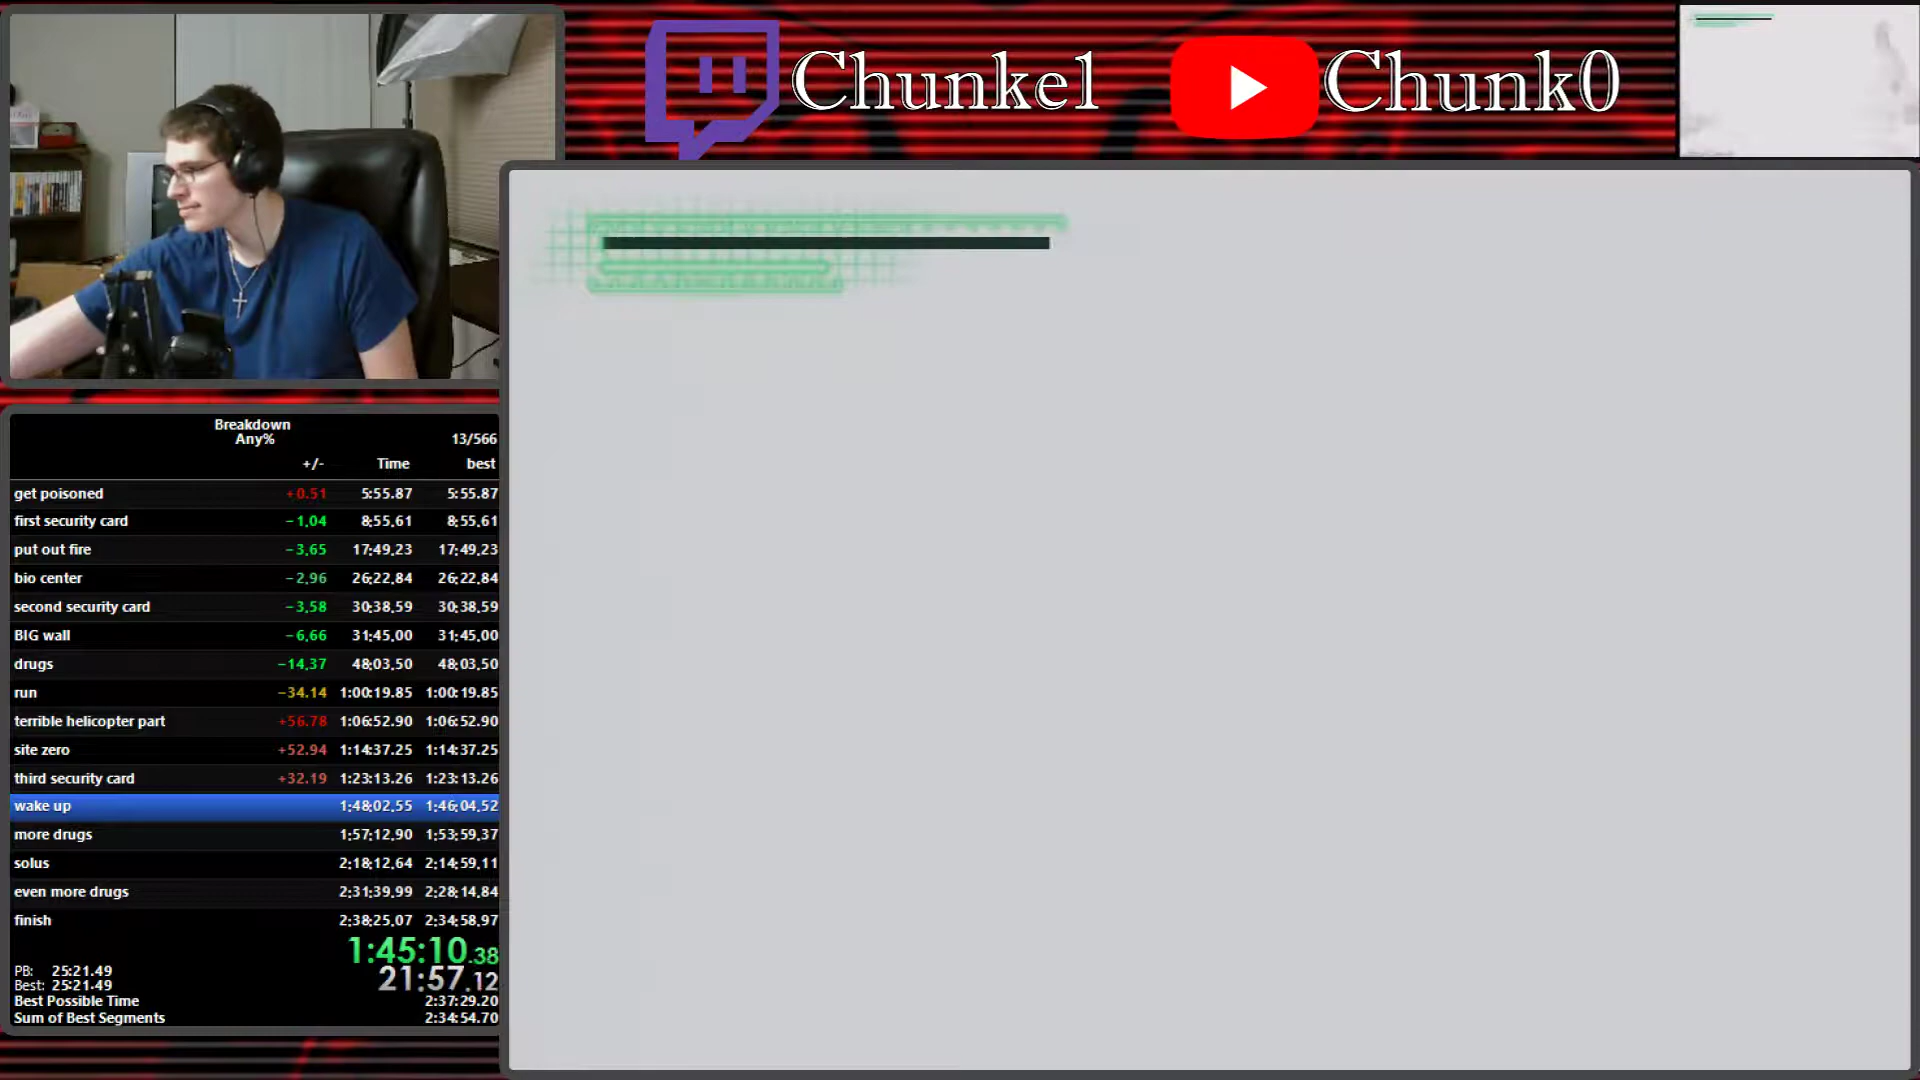 Chunke1
Chunk0
Breakdown
Any% 13/566
+/- Time best
get poisoned +0.51 5:55.87 5:55.87
first security card -1.04 8:55.61 8:55.61
put out fire -3.65 17:49.23 17:49.23
bio center -2.96 26:22.84 26:22.84
second security card -3.58 30:38.59 30:38.59
BIG wall -6.66 31:45.00 31:45.00
drugs -14.37 48:03.50 48:03.50
run -34.14 1:00:19.85 1:00:19.85
terrible helicopter part +56.78 1:06:52.90 1:06:52.90
site zero +52.94 1:14:37.25 1:14:37.25
third security card +32.19 1:23:13.26 1:23:13.26
wake up 1:48:02.55 1:46:04.52
more drugs 1:57:12.90 1:53:59.37
solus 2:18:12.64 2:14:59.11
even more drugs 2:31:39.99 2:28:14.84
finish 2:38:25.07 2:34:58.97
1:45:10.38
PB: 25:21.49 21:57.12
Best: 25:21.49
Best Possible Time 2:37:29.20
Sum of Best Segments 2:34:54.70